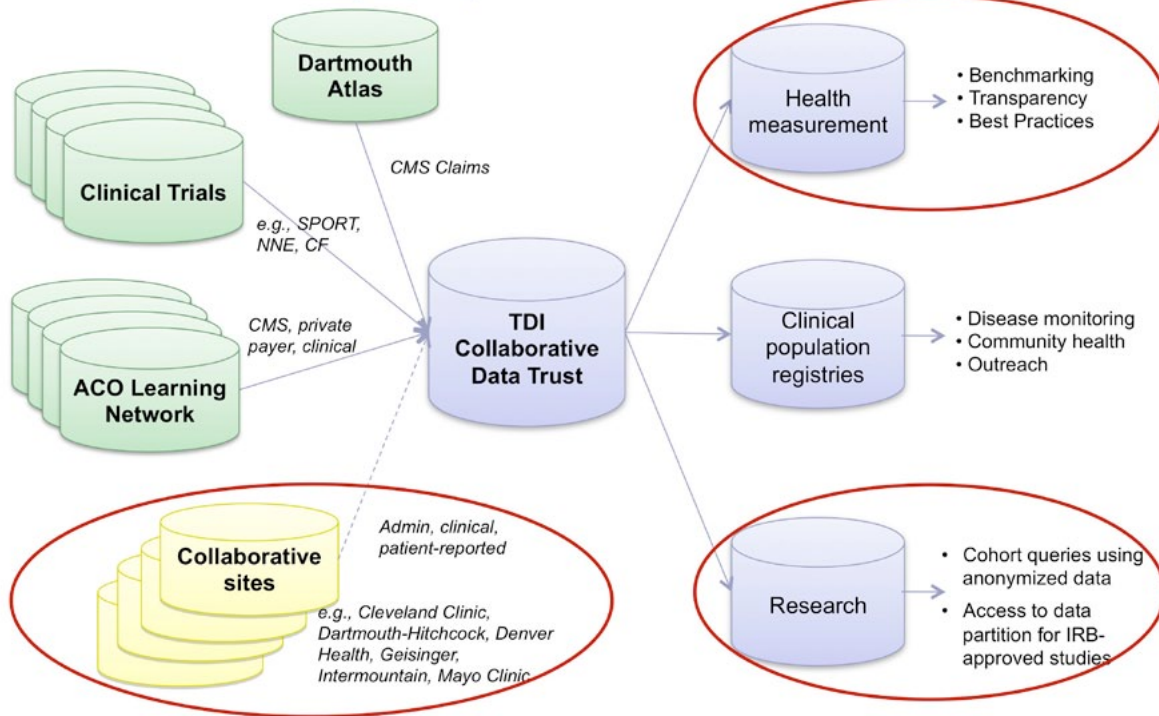 Dartmouth
Atlas
Clinical Trials
CMS Claims
e.g., SPORT,
NNE, CF
ACO Learning
Network
CMS, private
payer, clinical
Collaborative
sites
Admin, clinical,
patient-reported
e.g., Cleveland Clinic,
Dartmouth-Hitchcock, Denver
Health, Geisinger,
Intermountain, Mayo Clinic
TDI
Collaborative
Data Trust
Health
measurement
• Benchmarking
• Transparency
• Best Practices
Clinical
population
registries
• Disease monitoring
• Community health
• Outreach
Research
• Cohort queries using
anonymized data
• Access to data
partition for IRB-
approved studies